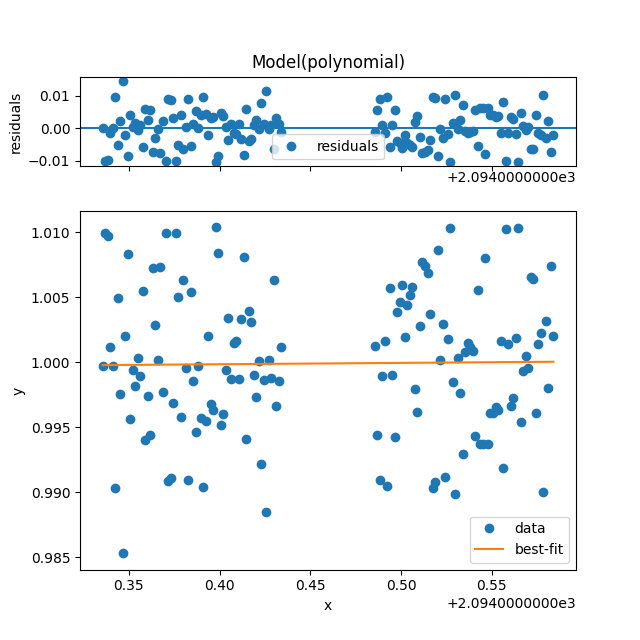 Model(polynomial)
residuals
0.01
0.00
−0.01
residuals
+2.0940000000e3
y
1.010
1.005
1.000
0.995
0.990
0.985
data
best-fit
0.35
0.40
0.45
0.50
0.55
x
+2.0940000000e3